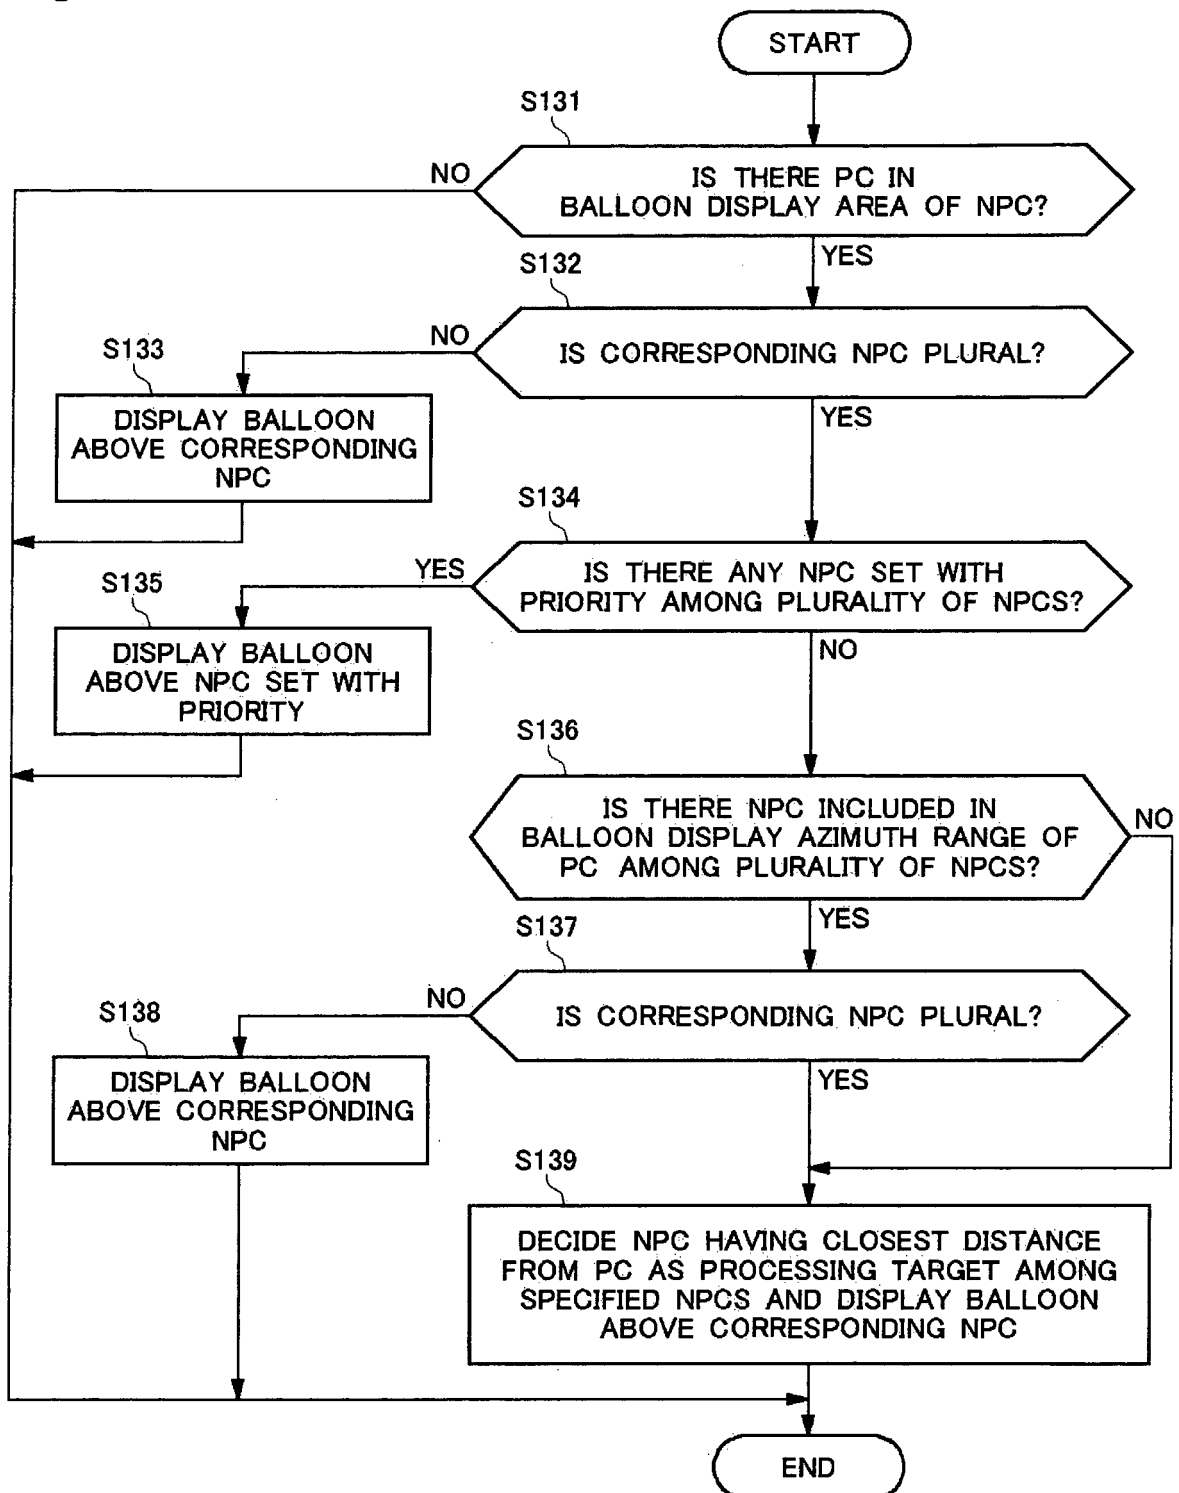 START
S131
NO
IS THERE PC IN
BALLOON DISPLAY AREA OF NPC?
YES
S132
NO
IS CORRESPONDING NPC PLURAL?
YES
S133
DISPLAY BALLOON
ABOVE CORRESPONDING
NPC
S134
YES
IS THERE ANY NPC SET WITH
PRIORITY AMONG PLURALITY OF NPCS?
NO
S135
DISPLAY BALLOON
ABOVE NPC SET WITH
PRIORITY
S136
IS THERE NPC INCLUDED IN
BALLOON DISPLAY AZIMUTH RANGE OF
PC AMONG PLURALITY OF NPCS?
NO
YES
S137
NO
IS CORRESPONDING NPC PLURAL?
YES
S138
DISPLAY BALLOON
ABOVE CORRESPONDING
NPC
S139
DECIDE NPC HAVING CLOSEST DISTANCE
FROM PC AS PROCESSING TARGET AMONG
SPECIFIED NPCS AND DISPLAY BALLOON
ABOVE CORRESPONDING NPC
END